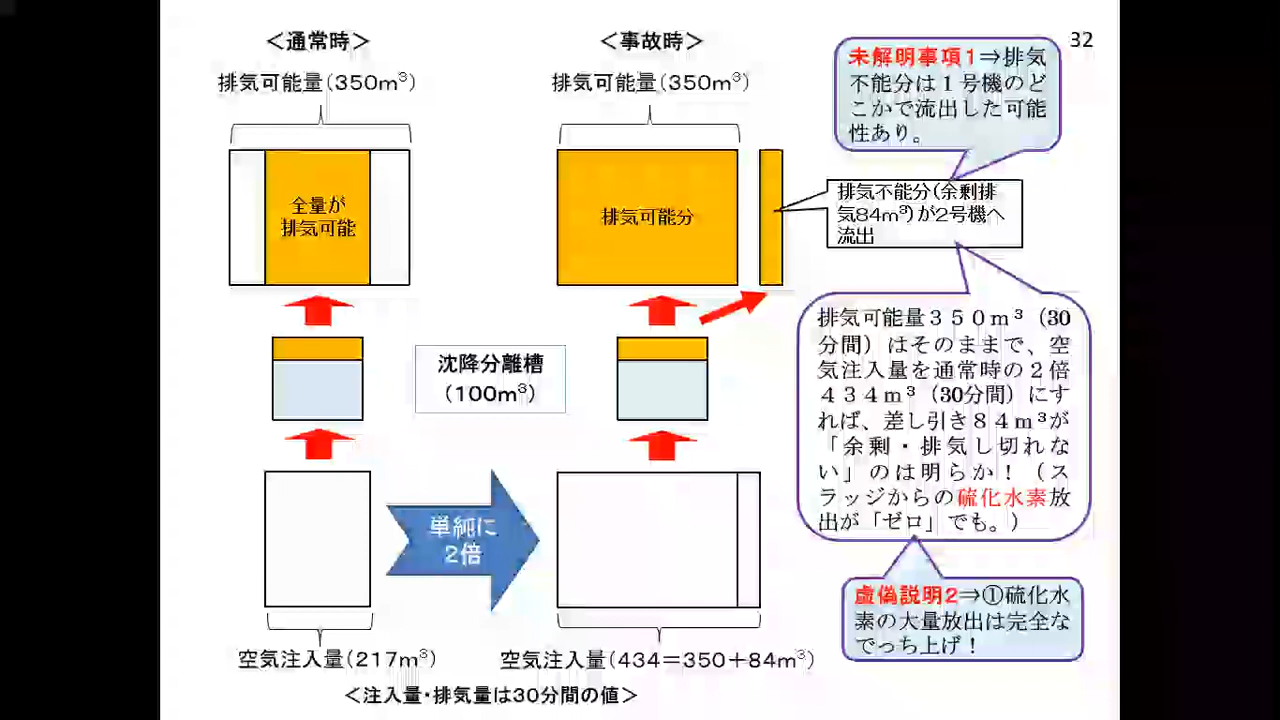 32
＜通常時＞
排気可能量（350m³）
全量が
排気可能
空気注入量（217m³）
単純に
2倍
沈降分離槽
（100m³）
＜事故時＞
排気可能量（350m³）
排気可能分
空気注入量（434＝350＋84m³）
＜注入量・排気量は30分間の値＞
未解明事項1⇒排気
不能分は１号機のど
こかで流出した可能
性あり。
排気不能分（余剰排
気84m³）が2号機へ
流出
排気可能量３５０ｍ³（30
分間）はそのままで、空
気注入量を通常時の２倍
４３４ｍ³（30分間）にす
れば、差し引き８４ｍ³が
「余剰・排気し切れな
い」のは明らか！（ス
ラッジからの硫化水素放
出が「ゼロ」でも。）
虚偽説明2⇒①硫化水
素の大量放出は完全な
でっち上げ！